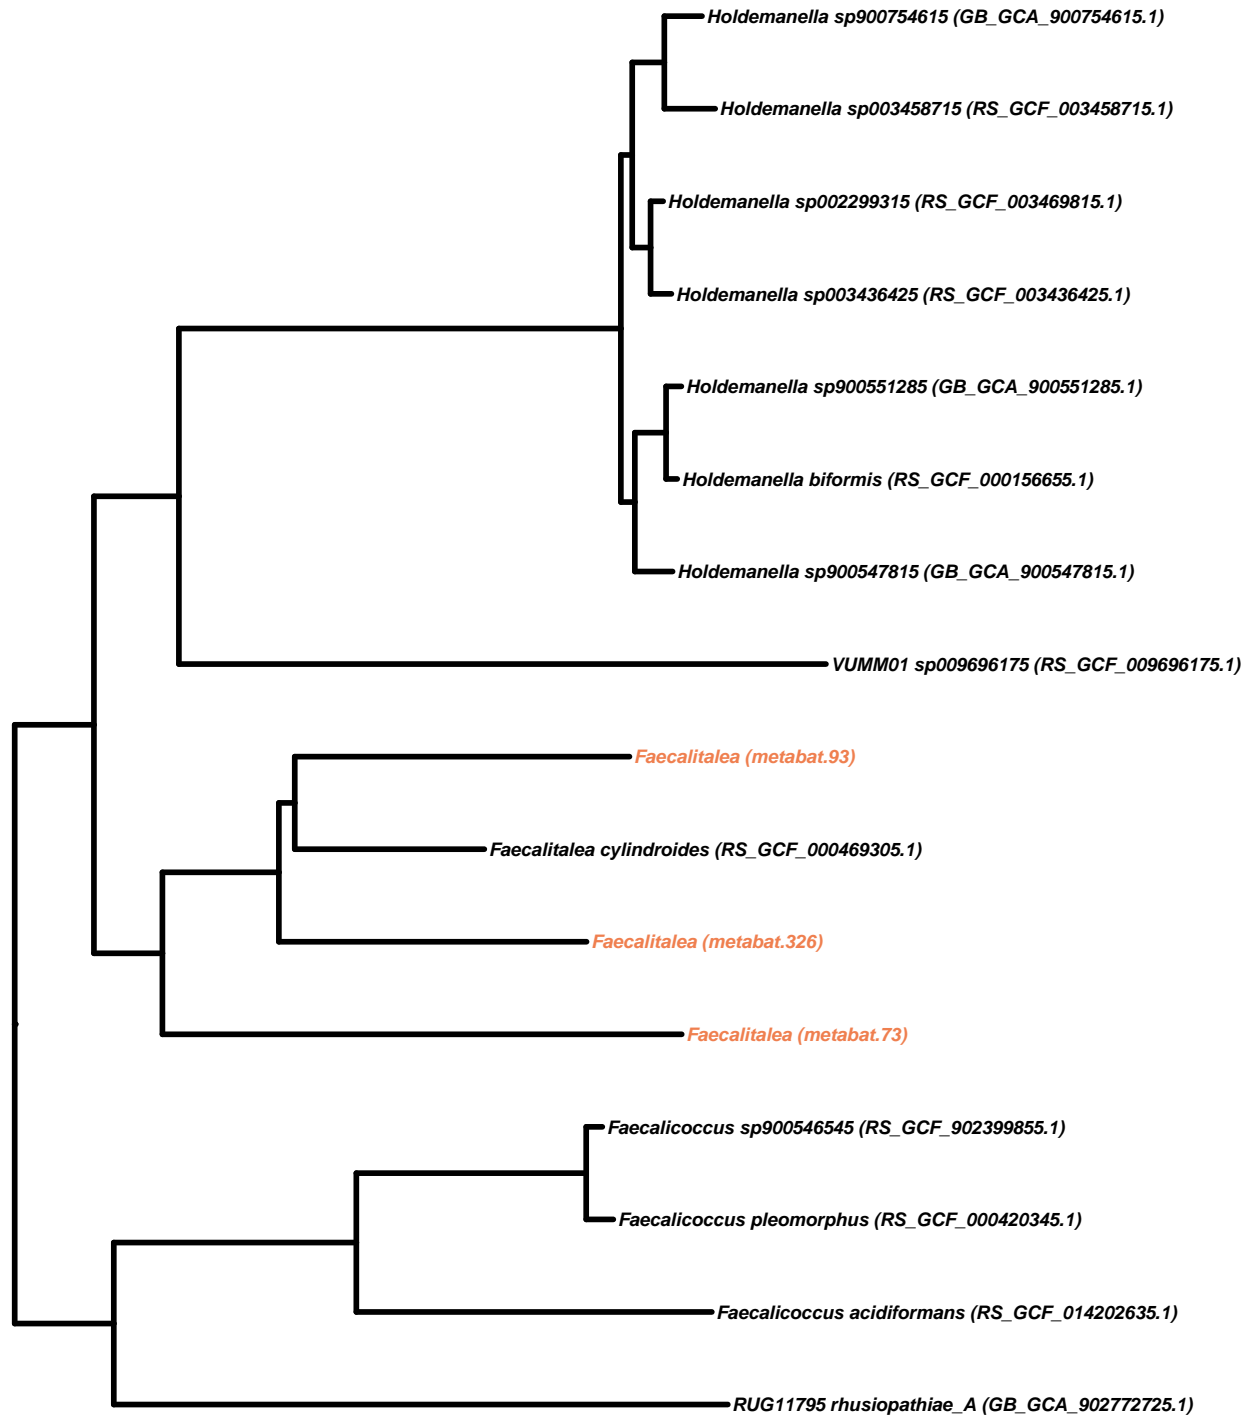 Holdemanella sp900754615 (GB_GCA_900754615.1)
Holdemanella sp003458715 (RS_GCF_003458715.1)
Holdemanella sp002299315 (RS_GCF_003469815.1)
Holdemanella sp003436425 (RS_GCF_003436425.1)
Holdemanella sp900551285 (GB_GCA_900551285.1)
Holdemanella biformis (RS_GCF_000156655.1)
Holdemanella sp900547815 (GB_GCA_900547815.1)
VUMM01 sp009696175 (RS_GCF_009696175.1)
Faecalitalea (metabat.93)
Faecalitalea cylindroides (RS_GCF_000469305.1)
Faecalitalea (metabat.326)
Faecalitalea (metabat.73)
Faecalicoccus sp900546545 (RS_GCF_902399855.1)
Faecalicoccus pleomorphus (RS_GCF_000420345.1)
Faecalicoccus acidiformans (RS_GCF_014202635.1)
RUG11795 rhusiopathiae_A (GB_GCA_902772725.1)